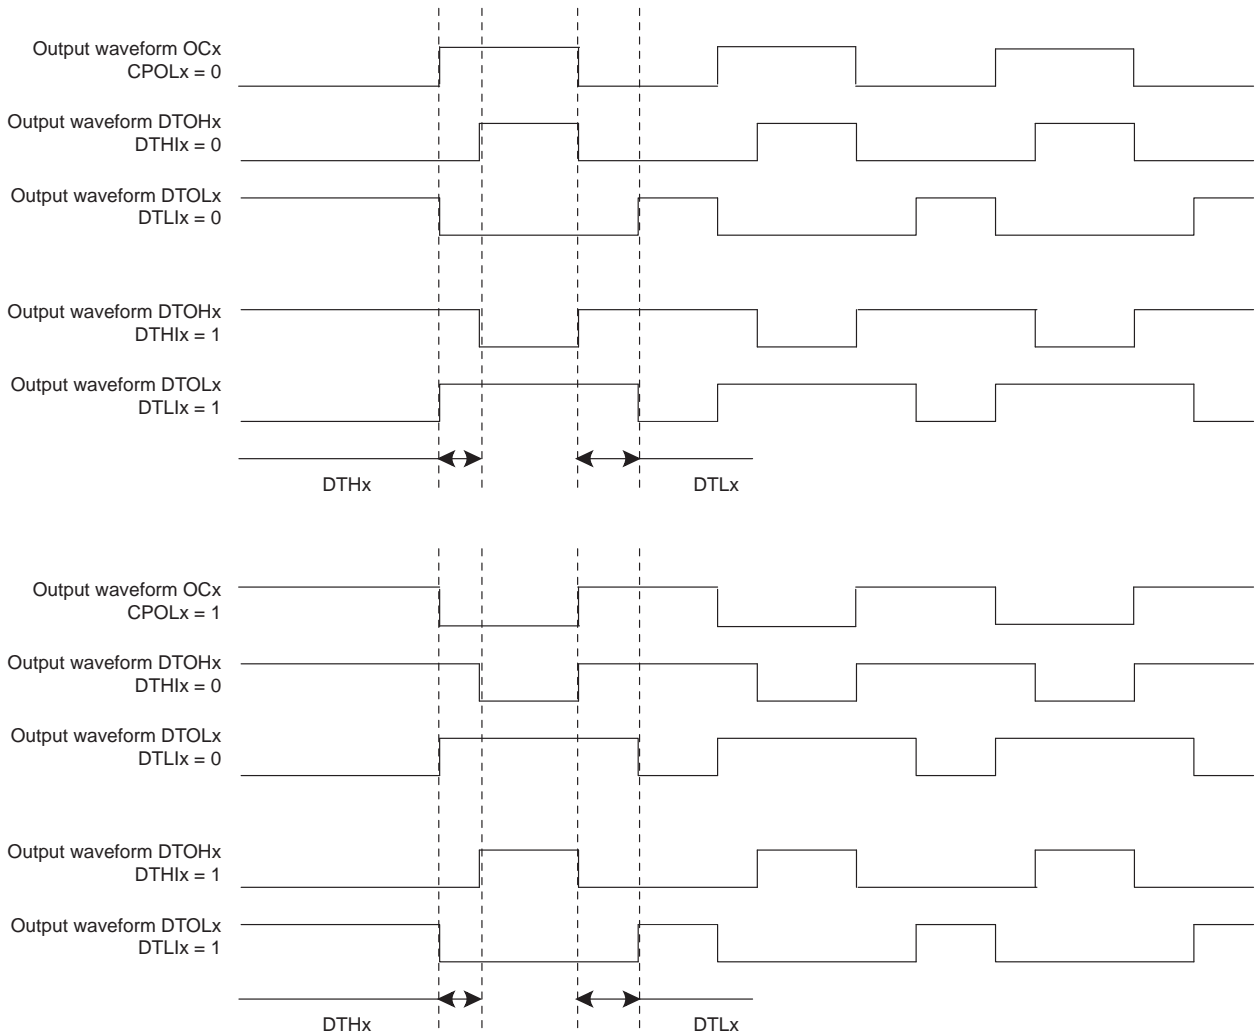 Output waveform OCx
CPOLx = 0
Output waveform DTOHx
DTHIx = 0
Output waveform DTOLx
DTLIx = 0
Output waveform DTOHx
DTHIx = 1
Output waveform DTOLx
DTLIx = 1
DTHx
DTLx
Output waveform OCx
CPOLx = 1
Output waveform DTOHx
DTHIx = 0
Output waveform DTOLx
DTLIx = 0
Output waveform DTOHx
DTHIx = 1
Output waveform DTOLx
DTLIx = 1
DTHx
DTLx